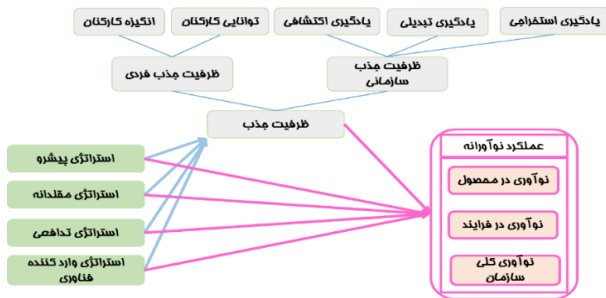 یادگیری استخراجی
یادگیری تبدیلی
یادگیری اکتشافی
توانایی کارکنان
انگیزه کارکنان
ظرفیت جذب
سازمانی
ظرفیت جذب فردی
ظرفیت جذب
عملکرد نوآورانه
نوآوری در محصول
نوآوری در فرایند
نوآوری کلی
سازمان
استراتژی پیشرو
استراتژی مقلدانه
استراتژی تدافعی
استراتژی وارد کننده
فناوری